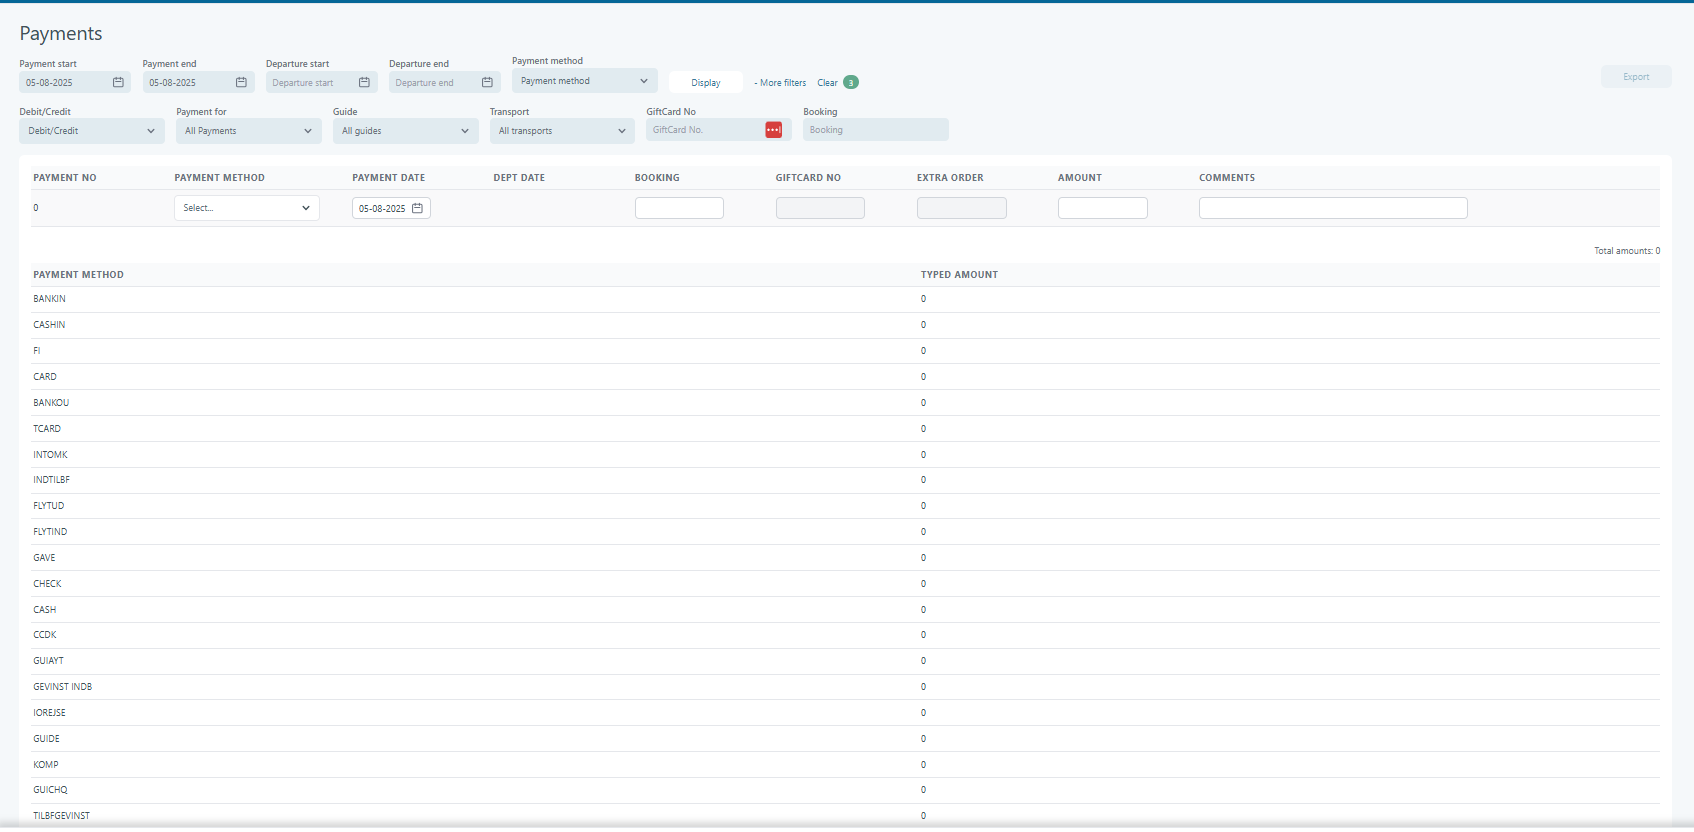 Payments
Payment start Payment end Departure start Departure end Payment method
05-08-2025 05-08-2025 Departure start Departure end Payment method Display - More filters Clear 3 Export
Debit/Credit Payment for Guide Transport GiftCard No Booking
Debit/Credit All Payments All guides All transports GiftCard No. Booking
PAYMENT NO PAYMENT METHOD PAYMENT DATE DEPT DATE BOOKING GIFTCARD NO EXTRA ORDER AMOUNT COMMENTS
0 Select... 05-08-2025
Total amounts: 0
PAYMENT METHOD TYPED AMOUNT
BANKIN 0
CASHIN 0
FI 0
CARD 0
BANKOU 0
TCARD 0
INTOMK 0
INDTILBF 0
FLYTUD 0
FLYTIND 0
GAVE 0
CHECK 0
CASH 0
CCDK 0
GUIAYT 0
GEVINST INDB 0
IOREJSE 0
GUIDE 0
KOMP 0
GUICHQ 0
TILBFGEVINST 0